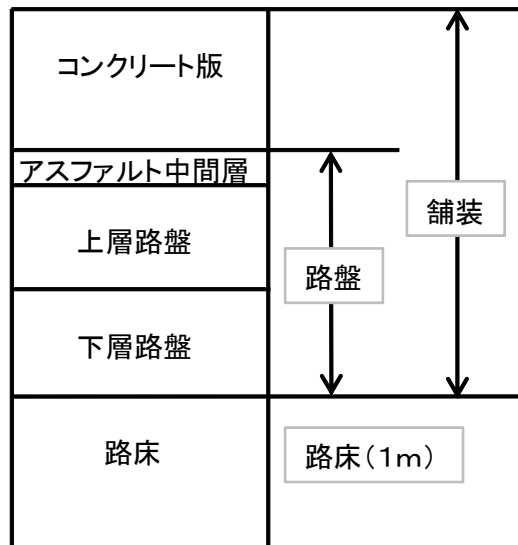 コンクリート版
アスファルト中間層
上層路盤
下層路盤
路床
路盤
舗装
路床(1m)